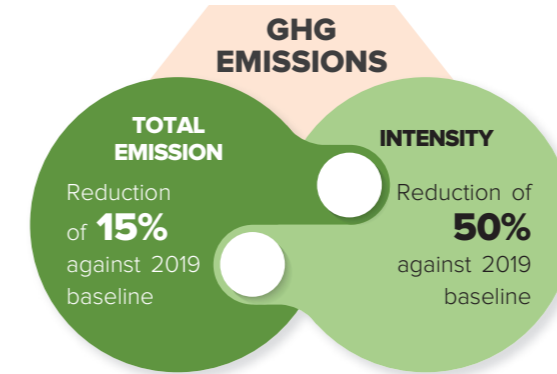 GHG
EMISSIONS
TOTAL
EMISSION
Reduction
of 15%
against 2019
baseline
INTENSITY
Reduction of
50%
against 2019
baseline